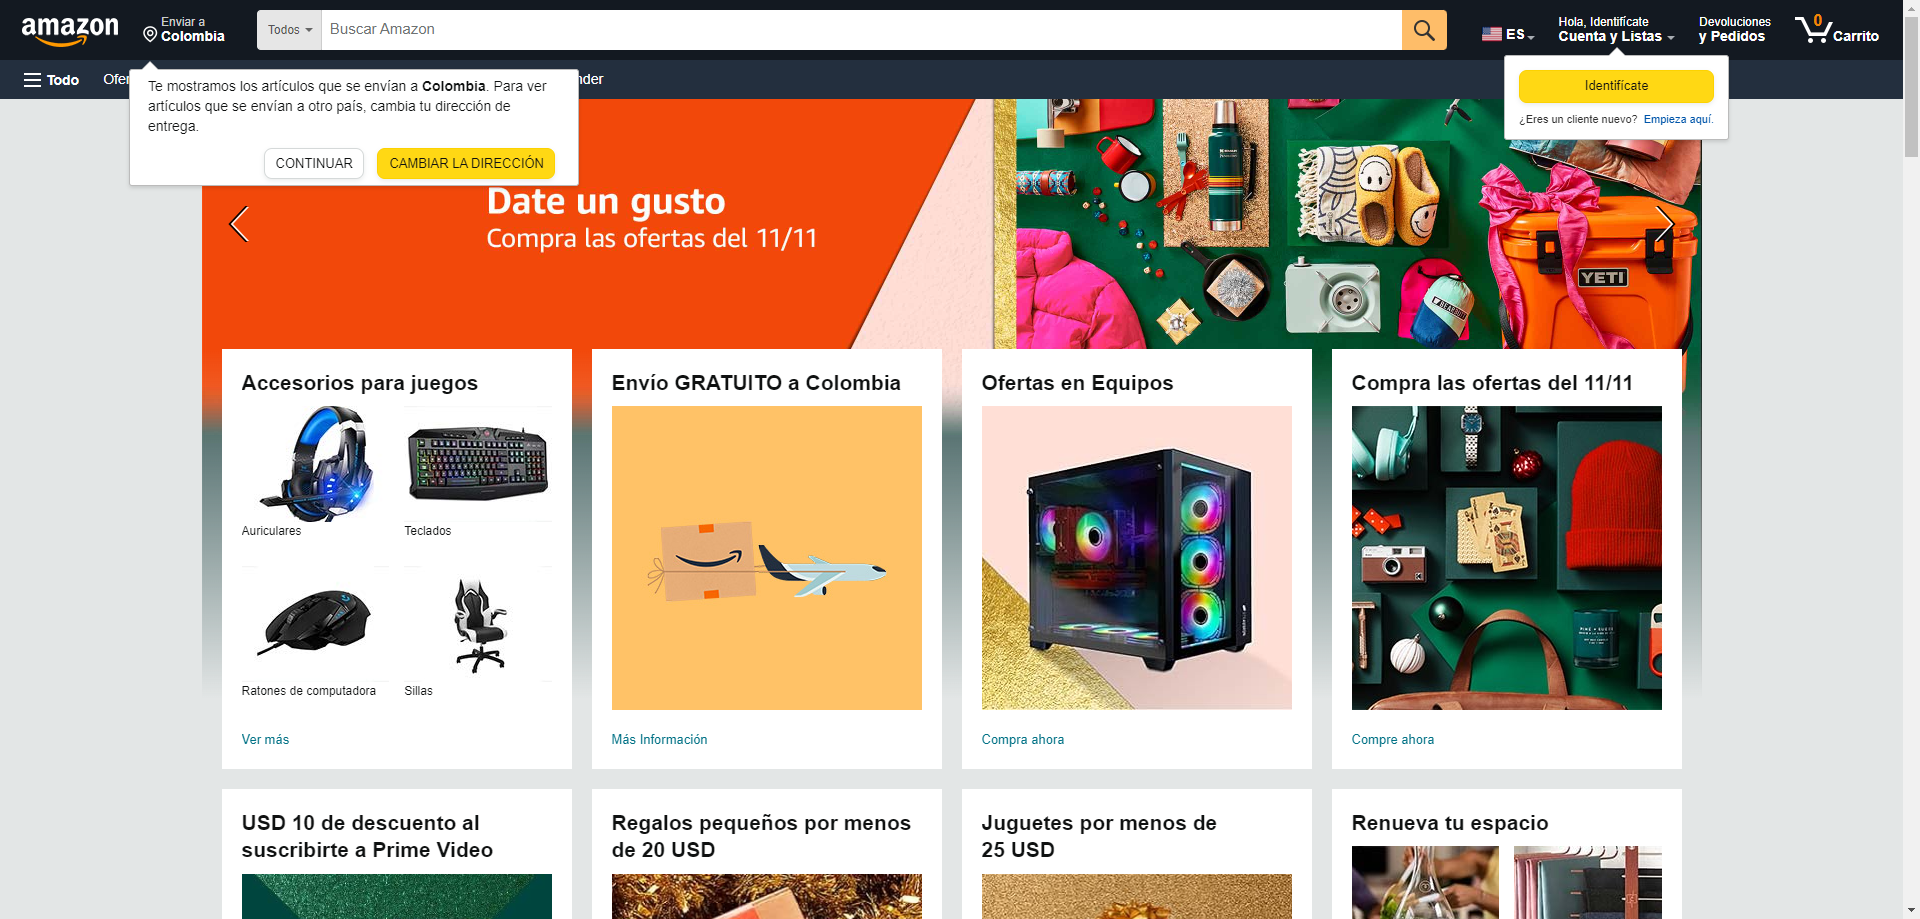 amazon
Enviar a
Colombia
Todos
Buscar Amazon
ES
Hola, Identifícate
Cuenta y Listas
Devoluciones
y Pedidos
0
Carrito
Todo
Te mostramos los artículos que se envían a Colombia. Para ver
artículos que se envían a otro país, cambia tu dirección de
entrega.
CONTINUAR
CAMBIAR LA DIRECCIÓN
Identifícate
¿Eres un cliente nuevo? Empieza aquí.
Date un gusto
Compra las ofertas del 11/11
YETI
Accesorios para juegos
Auriculares
Teclados
Ratones de computadora
Sillas
Ver más
Envío GRATUITO a Colombia
Más Información
Ofertas en Equipos
Compra ahora
Compra las ofertas del 11/11
Compre ahora
USD 10 de descuento al
suscribirte a Prime Video
Regalos pequeños por menos
de 20 USD
Juguetes por menos de
25 USD
Renueva tu espacio